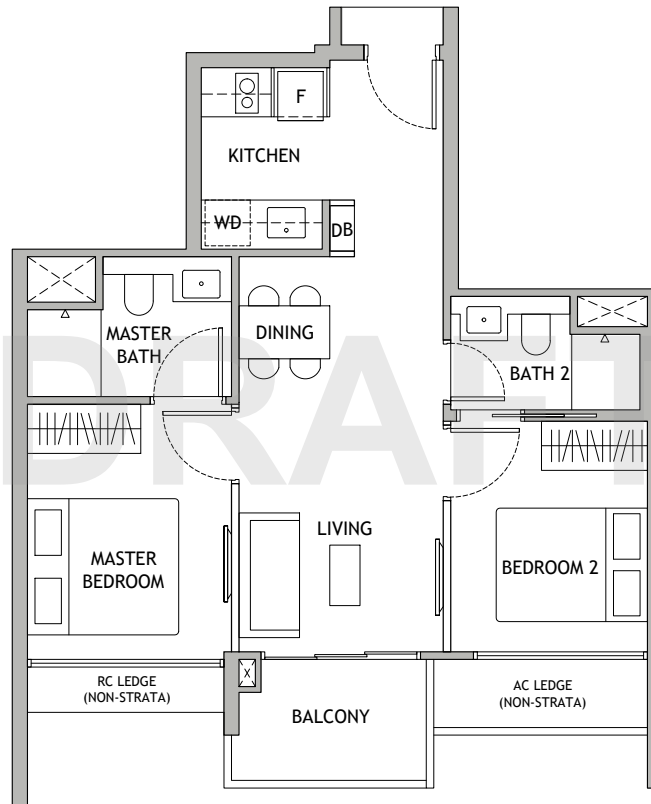 F
KITCHEN
WD
DB
MASTER
BATH
DINING
BATH 2
DRAFT
LIVING
MASTER
BEDROOM
BEDROOM 2
RC LEDGE
(NON-STRATA)
BALCONY
AC LEDGE
(NON-STRATA)